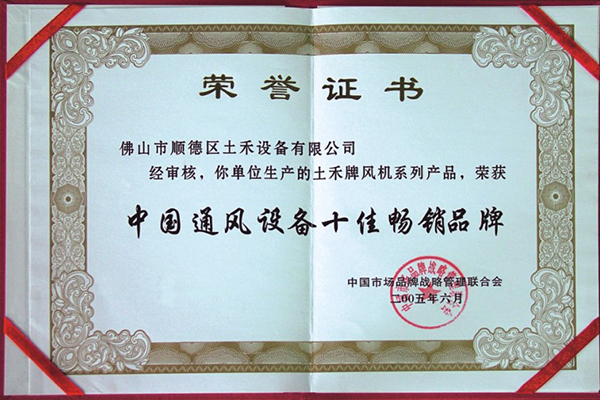 荣誉证书
佛山市顺德区土禾设备有限公司
经审核，你单位生产的土禾牌风机系列产品，荣获
中国通风设备十佳畅销品牌
中国市场品牌战略管理联合会
二00五年六月